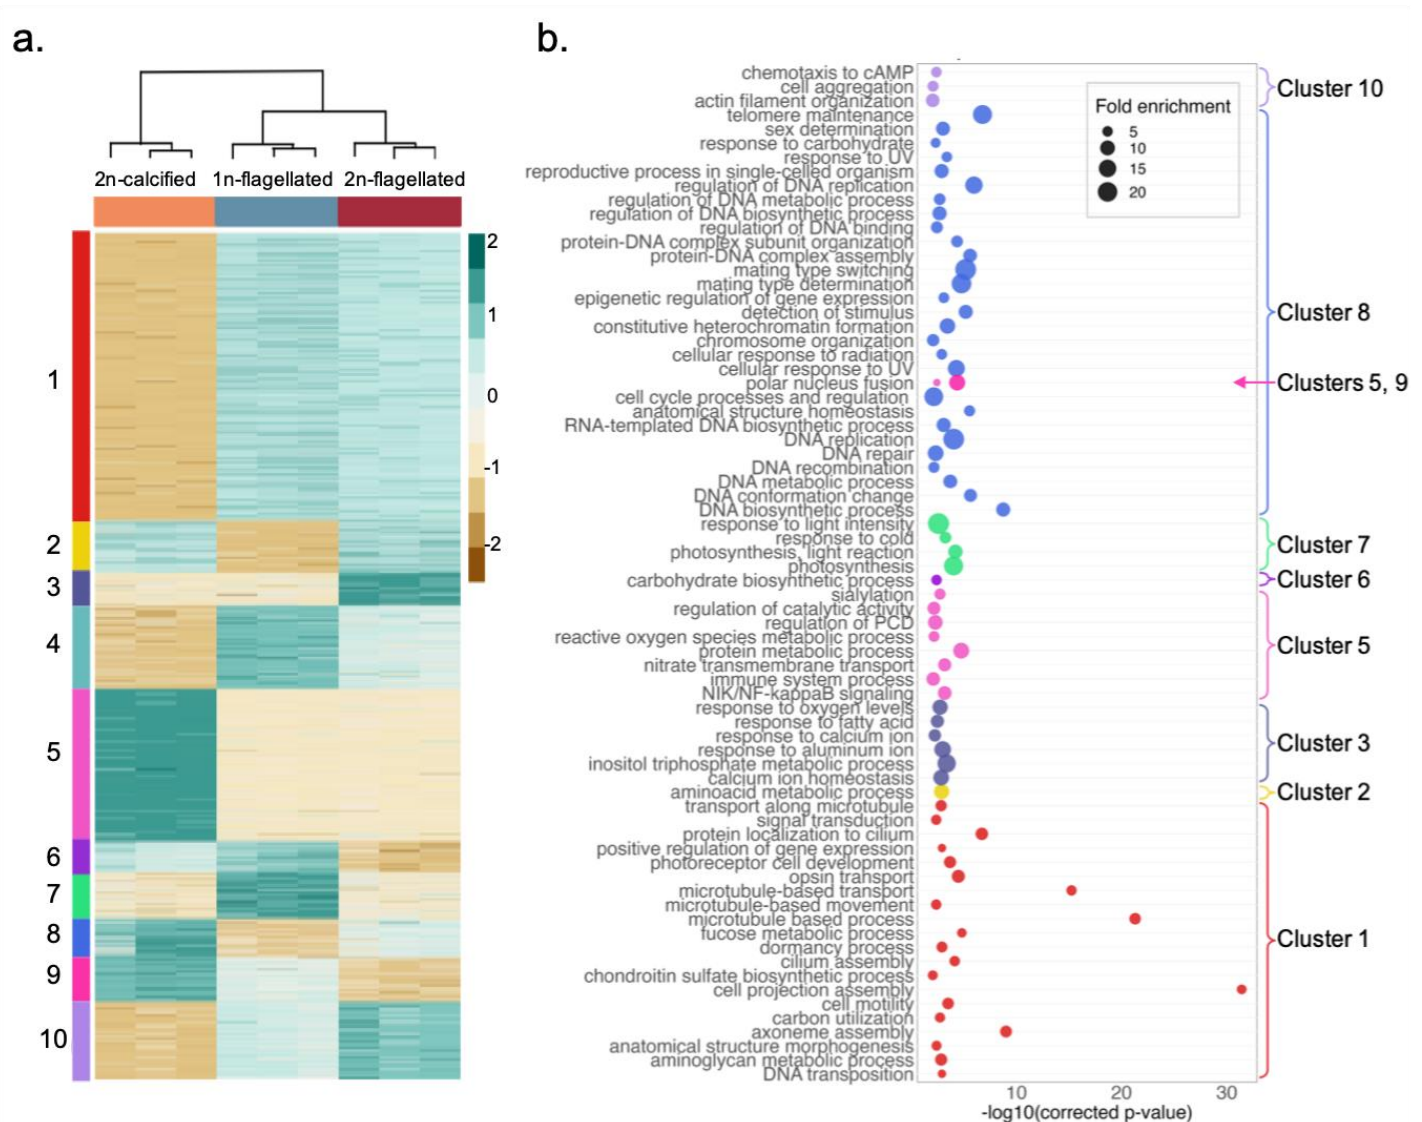 a.
2n-calcified 1n-flagellated 2n-flagellated
2
1
0
-1
-2
1
2
3
4
5
6
7
8
9
10
b.
chemotaxis to cAMP
cell aggregation
actin filament organization
telomere maintenance
sex determination
response to carbohydrate
response to UV
reproductive process in single-celled organism
regulation of DNA replication
regulation of DNA metabolic process
regulation of DNA biosynthetic process
regulation of DNA binding
protein-DNA complex subunit organization
protein-DNA complex assembly
mating type switching
mating type determination
epigenetic regulation of gene expression
detection of stimulus
constitutive heterochromatin formation
chromosome organization
cellular response to radiation
cellular response to UV
polar nucleus fusion
cell cycle processes and regulation
anatomical structure homeostasis
RNA-templated DNA biosynthetic process
DNA replication
DNA repair
DNA recombination
DNA metabolic process
DNA conformation change
DNA biosynthetic process
response to light intensity
response to cold
photosynthesis, light reaction
photosynthesis
carbohydrate biosynthetic process
sialylation
regulation of catalytic activity
regulation of PCD
reactive oxygen species metabolic process
protein metabolic process
nitrate transmembrane transport
immune system process
NIK/NF-kappaB signaling
response to oxygen levels
response to fatty acid
response to calcium ion
response to aluminum ion
inositol triphosphate metabolic process
calcium ion homeostasis
aminoacid metabolic process
transport along microtubule
signal transduction
protein localization to cilium
positive regulation of gene expression
photoreceptor cell development
opsin transport
microtubule-based transport
microtubule-based movement
microtubule based process
fucose metabolic process
dormancy process
cilium assembly
chondroitin sulfate biosynthetic process
cell projection assembly
cell motility
carbon utilization
axoneme assembly
anatomical structure morphogenesis
aminoglycan metabolic process
DNA transposition
10 20 30
-log10(corrected p-value)
Fold enrichment
5
10
15
20
Cluster 10
Cluster 8
Clusters 5, 9
Cluster 7
Cluster 6
Cluster 5
Cluster 3
Cluster 2
Cluster 1